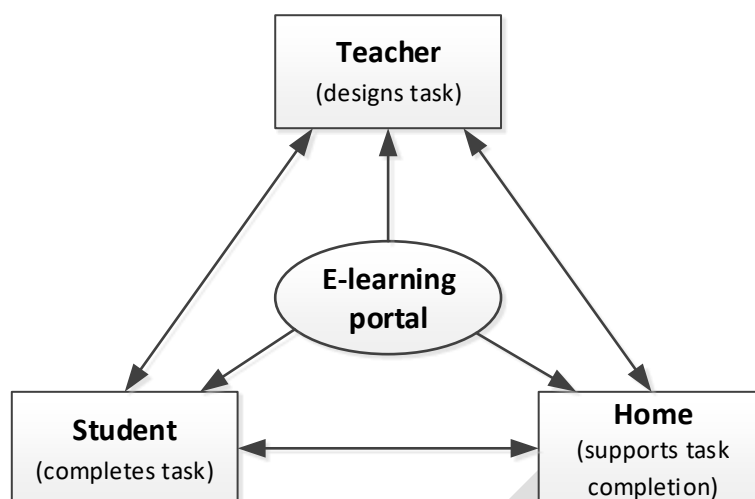 Teacher
(designs task)
E-learning
portal
Student
(completes task)
Home
(supports task
completion)